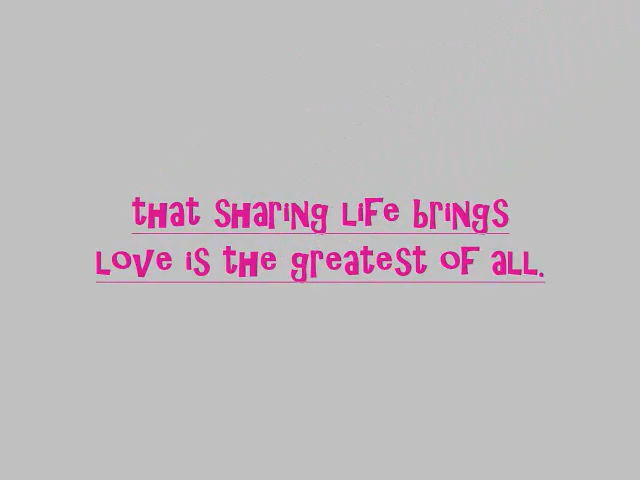 that sharing life brings
love is the greatest of all.